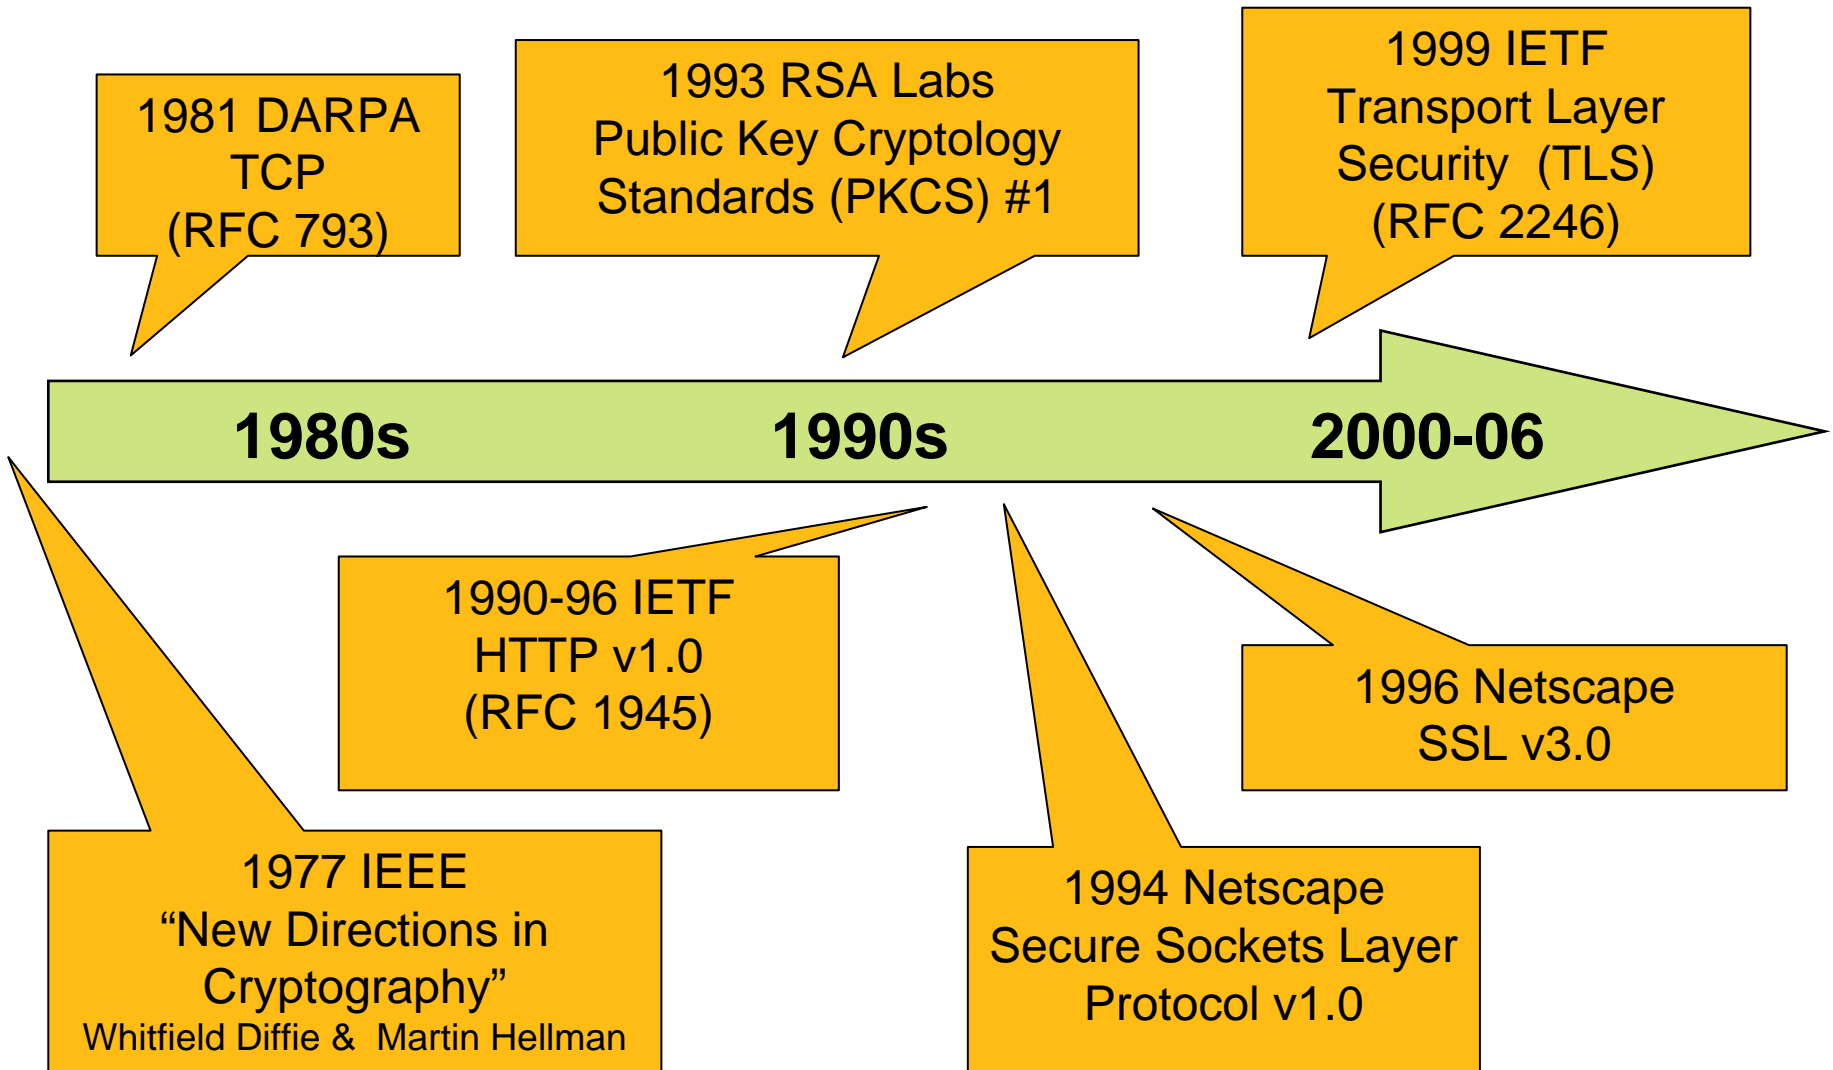 1981 DARPA
TCP
(RFC 793)
1993 RSA Labs
Public Key Cryptology
Standards (PKCS) #1
1999 IETF
Transport Layer
Security  (TLS)
(RFC 2246)
1980s
1990s
2000-06
1990-96 IETF
HTTP v1.0
(RFC 1945)
1996 Netscape
SSL v3.0
1977 IEEE
“New Directions in
Cryptography”
Whitfield Diffie &  Martin Hellman
1994 Netscape
Secure Sockets Layer
Protocol v1.0